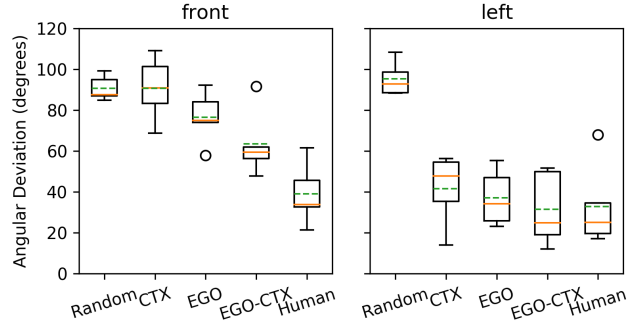 front left
Angular Deviation (degrees)
120
100
80
60
40
20
0
Random CTX EGO EGO-CTX Human Random CTX EGO EGO-CTX Human